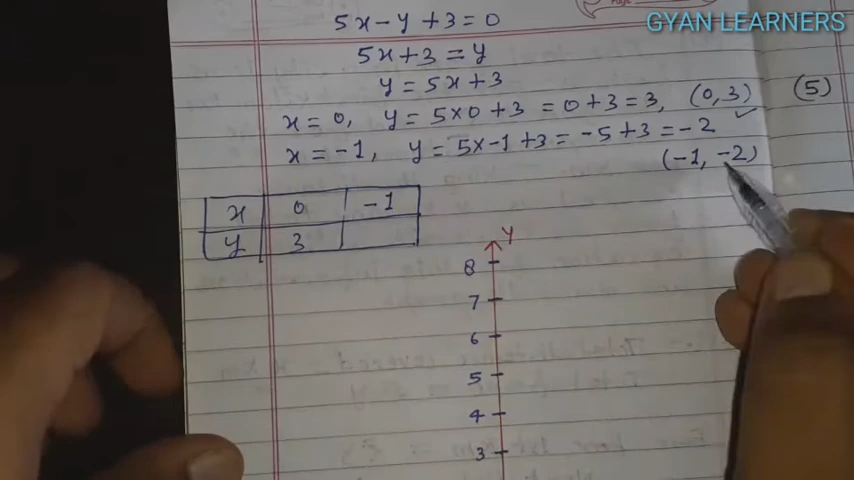 GYAN LEARNERS
5x - y + 3 = 0
5x + 3 = y
y = 5x + 3
x = 0, y = 5×0 + 3 = 0 + 3 = 3, (0, 3) (5)
x = -1, y = 5×-1 + 3 = -5 + 3 = -2 ✓
(-1, -2)
x 0 -1
y 3
Y
8
7
6
5
4
3